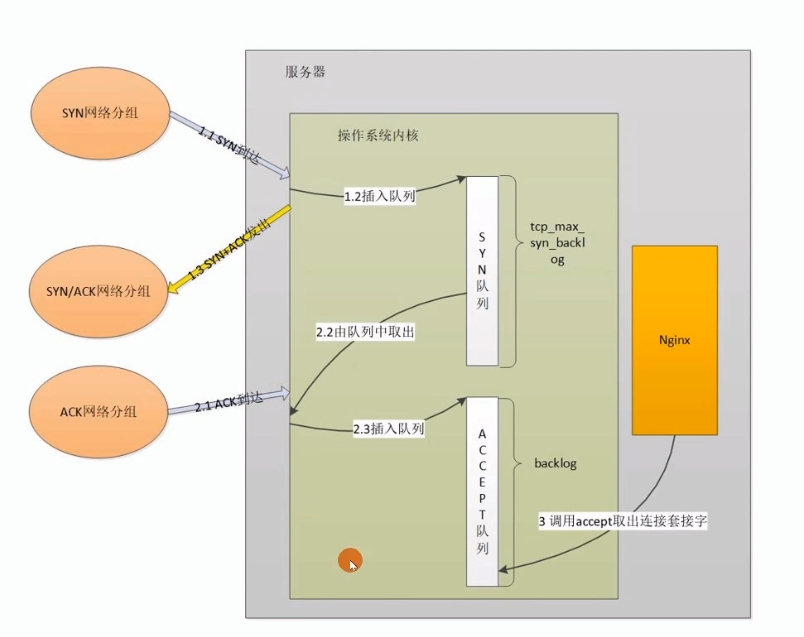 服务器
操作系统内核
SYN网络分组
1.1 SYN到达
1.2插入队列
1.3 SYN+ACK发出
SYN/ACK网络分组
SYN队列
tcp_max_
syn_backl
og
2.2由队列中取出
Nginx
ACK网络分组
2.1 ACK到达
2.3插入队列
ACCEPT队列
backlog
3 调用accept取出连接套接字